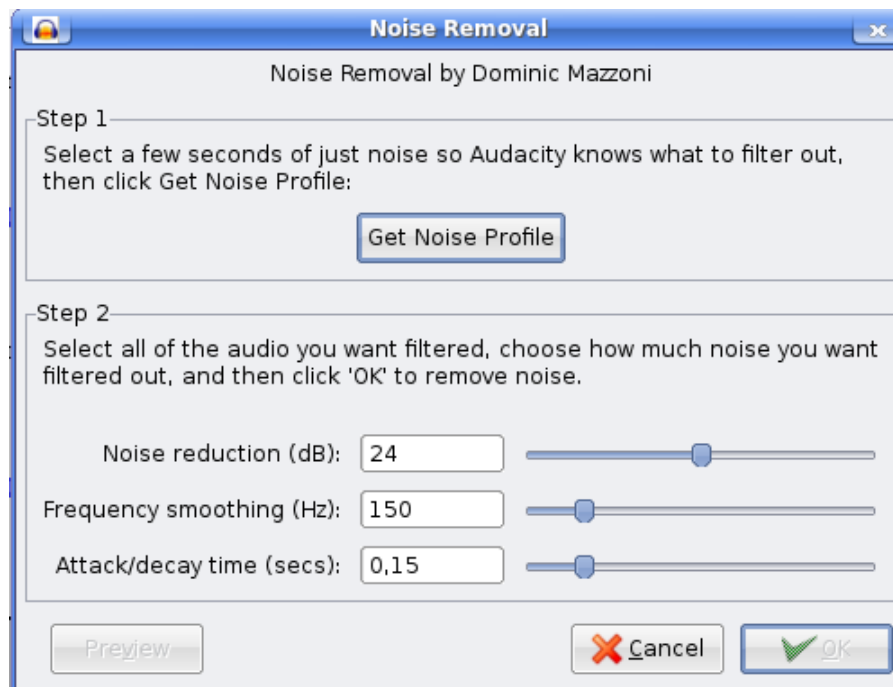 Noise Removal
Noise Removal by Dominic Mazzoni
Step 1
Select a few seconds of just noise so Audacity knows what to filter out,
then click Get Noise Profile:
Get Noise Profile
Step 2
Select all of the audio you want filtered, choose how much noise you want
filtered out, and then click 'OK' to remove noise.
Noise reduction (dB): 24
Frequency smoothing (Hz): 150
Attack/decay time (secs): 0,15
Preview Cancel OK